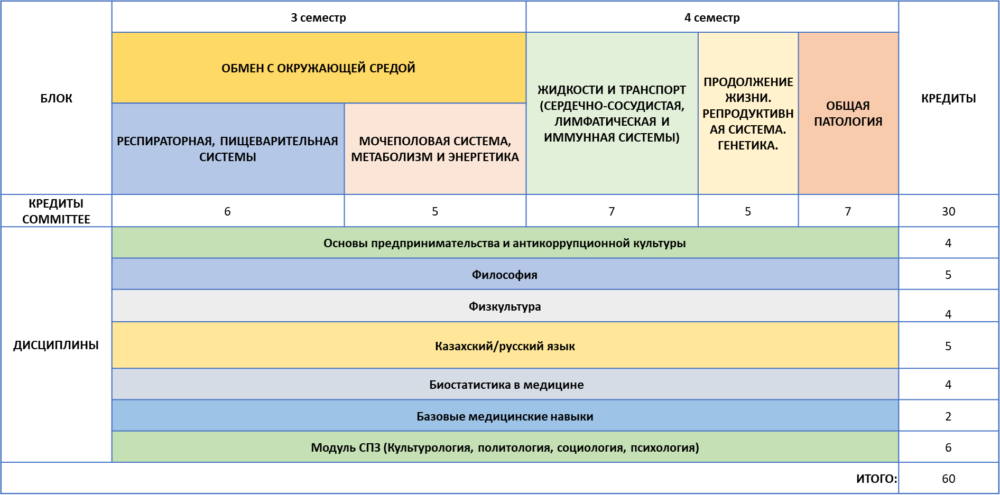 БЛОК
3 семестр
4 семестр
КРЕДИТЫ
ОБМЕН С ОКРУЖАЮЩЕЙ СРЕДОЙ
РЕСПИРАТОРНАЯ, ПИЩЕВАРИТЕЛЬНАЯ
СИСТЕМЫ
МОЧЕПОЛОВАЯ СИСТЕМА,
МЕТАБОЛИЗМ И ЭНЕРГЕТИКА
ЖИДКОСТИ И ТРАНСПОРТ
(СЕРДЕЧНО-СОСУДИСТАЯ,
ЛИМФАТИЧЕСКАЯ И
ИММУННАЯ СИСТЕМЫ)
ПРОДОЛЖЕНИЕ
ЖИЗНИ.
РЕПРОДУКТИВН
АЯ СИСТЕМА.
ГЕНЕТИКА.
ОБЩАЯ
ПАТОЛОГИЯ
КРЕДИТЫ
COMMITTEE
6
5
7
5
7
30
ДИСЦИПЛИНЫ
Основы предпринимательства и антикоррупционной культуры
4
Философия
5
Физкультура
4
Казахский/русский язык
5
Биостатистика в медицине
4
Базовые медицинские навыки
2
Модуль СПЗ (Культурология, политология, социология, психология)
6
ИТОГО:
60